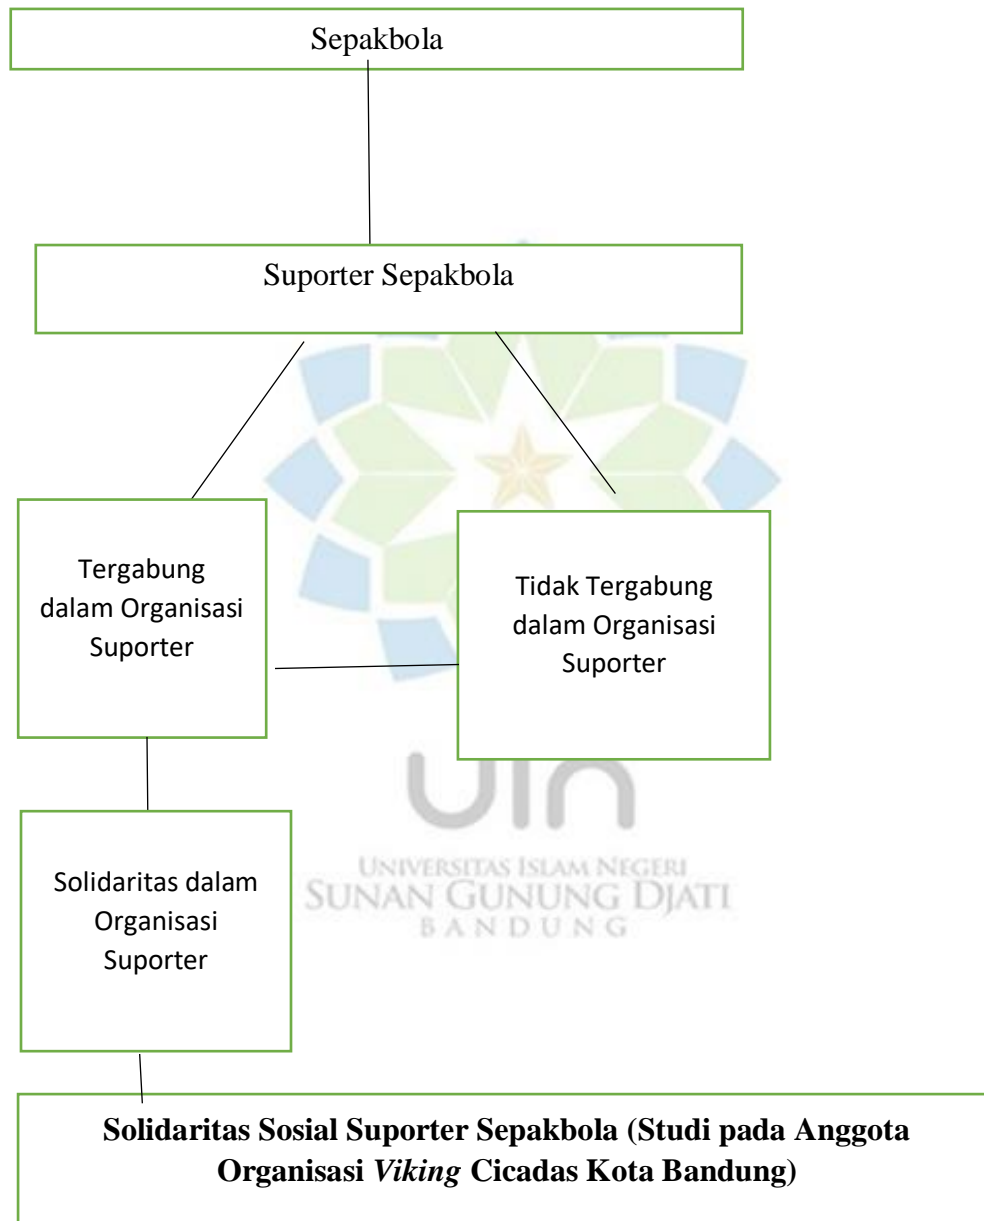 Sepakbola
Suporter Sepakbola
Tergabung
dalam Organisasi
Suporter
Tidak Tergabung
dalam Organisasi
Suporter
uin
UNIVERSITAS ISLAM NEGERI
SUNAN GUNUNG DJATI
BANDUNG
Solidaritas dalam
Organisasi
Suporter
Solidaritas Sosial Suporter Sepakbola (Studi pada Anggota
Organisasi Viking Cicadas Kota Bandung)